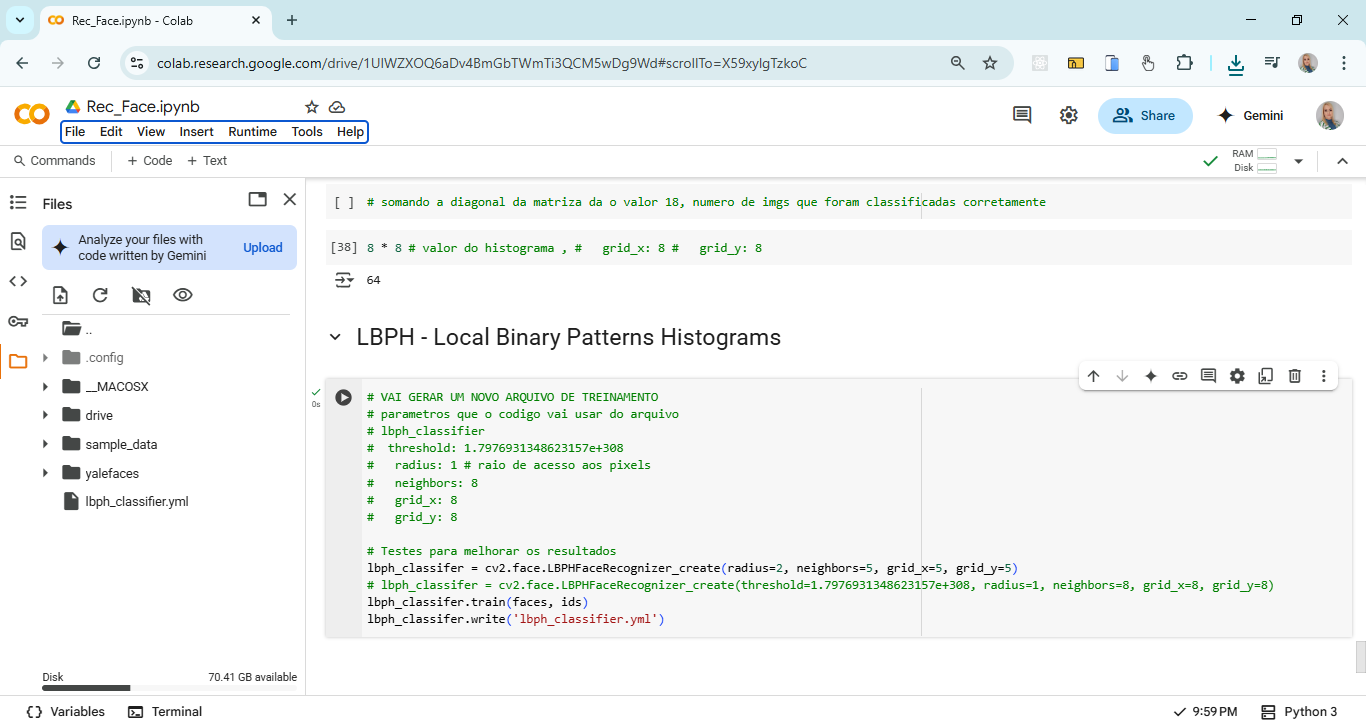 Rec_Face.ipynb - Colab
colab.research.google.com/drive/1UIWZXOQ6aDv4BmGbTWmTi3QCM5wDg9Wd#scrollTo=X59xyIgTzkoC
Rec_Face.ipynb
File Edit View Insert Runtime Tools Help
Share
Gemini
Commands + Code + Text
RAM
Disk
Files
Analyze your files with
code written by Gemini
Upload
..
.config
__MACOSX
drive
sample_data
yalefaces
lbph_classifier.yml
Disk 70.41 GB available
[ ] # somando a diagonal da matriza da o valor 18, numero de imgs que foram classificadas corretamente
[38] 8 * 8 # valor do histograma , #   grid_x: 8 #   grid_y: 8
64
LBPH - Local Binary Patterns Histograms
0s
# VAI GERAR UM NOVO ARQUIVO DE TREINAMENTO
# parametros que o codigo vai usar do arquivo
# lbph_classifier
#  threshold: 1.7976931348623157e+308
#   radius: 1 # raio de acesso aos pixels
#   neighbors: 8
#   grid_x: 8
#   grid_y: 8
# Testes para melhorar os resultados
lbph_classifer = cv2.face.LBPHFaceRecognizer_create(radius=2, neighbors=5, grid_x=5, grid_y=5)
# lbph_classifer = cv2.face.LBPHFaceRecognizer_create(threshold=1.7976931348623157e+308, radius=1, neighbors=8, grid_x=8, grid_y=8)
lbph_classifer.train(faces, ids)
lbph_classifer.write('lbph_classifier.yml')
Variables
Terminal
9:59 PM
Python 3